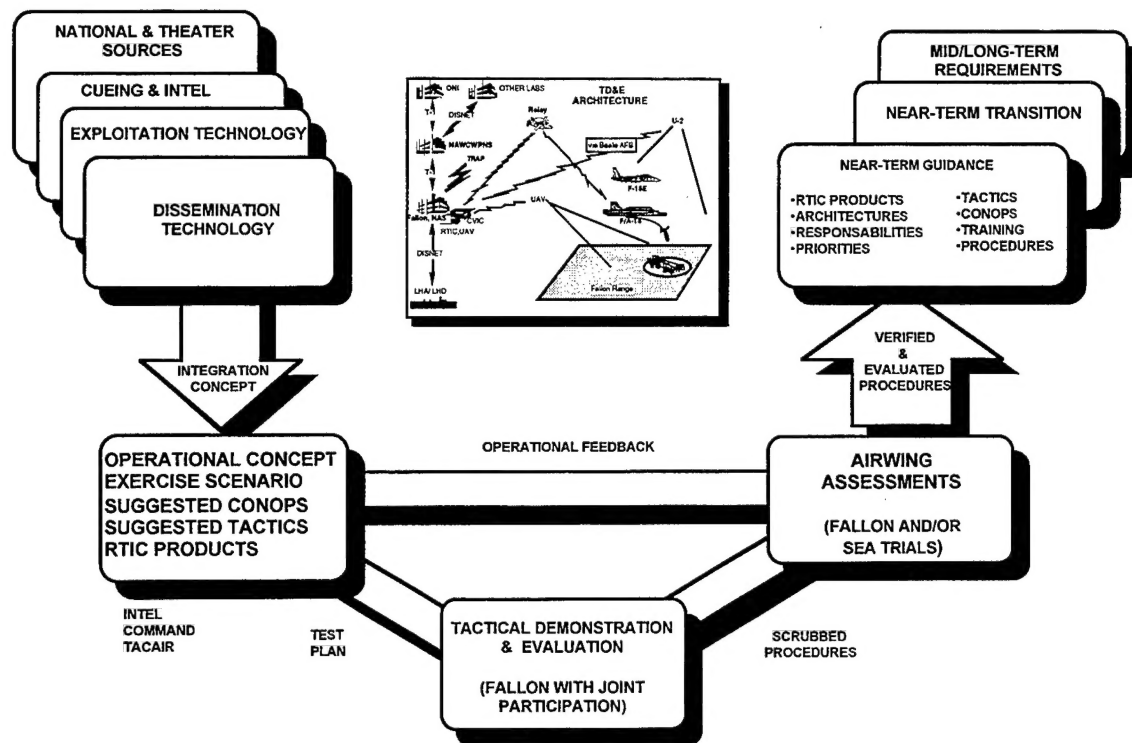 NATIONAL & THEATER
SOURCES
CUEING & INTEL
EXPLOITATION TECHNOLOGY
DISSEMINATION
TECHNOLOGY
INTEGRATION
CONCEPT
OPERATIONAL CONCEPT
EXERCISE SCENARIO
SUGGESTED CONOPS
SUGGESTED TACTICS
RTIC PRODUCTS
INTEL
COMMAND
TACAIR
TEST
PLAN
TD&E
ARCHITECTURE
ONI
OTHER LABS
T-1
DISNET
NAWCWPNS
TRAP
T-1
Fallon, NAS
CVIC
RTIC,UAV
DISNET
LHA/ LHD
Relay
via Beale AFB
U-2
F-15E
F/A-18
UAV
Fallon Range
OPERATIONAL FEEDBACK
TACTICAL DEMONSTRATION
& EVALUATION
(FALLON WITH JOINT
PARTICIPATION)
SCRUBBED
PROCEDURES
AIRWING
ASSESSMENTS
(FALLON AND/OR
SEA TRIALS)
VERIFIED
&
EVALUATED
PROCEDURES
MID/LONG-TERM
REQUIREMENTS
NEAR-TERM TRANSITION
NEAR-TERM GUIDANCE
•RTIC PRODUCTS
•ARCHITECTURES
•RESPONSABILITIES
•PRIORITIES
•TACTICS
•CONOPS
•TRAINING
•PROCEDURES